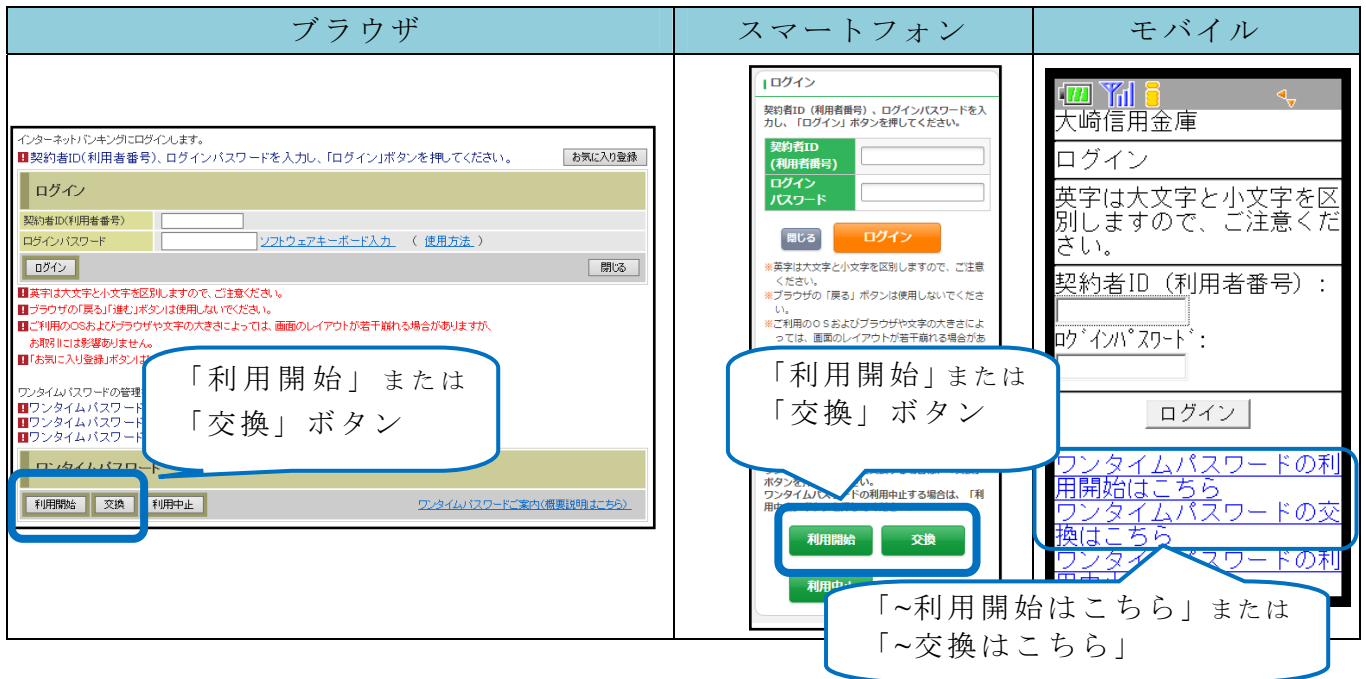 ブラウザ
スマートフォン
モバイル
インターネットバンキングにログインします。
契約者ID(利用者番号)、ログインパスワードを入力し、「ログイン」ボタンを押してください。
お気に入り登録
ログイン
契約者ID(利用者番号)
ログインパスワード
ソフトウェアキーボード入力 ( 使用方法 )
ログイン
閉じる
英字は大文字と小文字を区別しますので、ご注意ください。
ブラウザの「戻る」「進む」ボタンは使用しないでください。
ご利用のOSおよびブラウザや文字の大きさによっては、画面のレイアウトが若干崩れる場合がありますが、
お取引には影響ありません。
「お気に入り登録」ボタンは
ワンタイムパスワードの管理
ワンタイムパスワード
ワンタイムパスワード
ワンタイムパスワード
「利用開始」または
「交換」ボタン
ワンタイムパスワード
利用開始
交換
利用中止
ワンタイムパスワードご案内(概要説明はこちら)
ログイン
契約者ID(利用者番号)、ログインパスワードを入
力し、「ログイン」ボタンを押してください。
契約者ID
(利用者番号)
ログイン
パスワード
閉じる
ログイン
※英字は大文字と小文字を区別しますので、ご注意
ください。
※ブラウザの「戻る」ボタンは使用しないでくださ
い。
※ご利用のOSおよびブラウザや文字の大きさによ
っては、画面のレイアウトが若干崩れる場合があ
「利用開始」または
「交換」ボタン
ワンタイムパスワードの利用中止する場合は、「利
利用開始
交換
利用中止
大崎信用金庫
ログイン
英字は大文字と小文字を区
別しますので、ご注意くだ
さい。
契約者ID(利用者番号):
ﾛｸﾞｲﾝﾊﾟｽﾜｰﾄﾞ:
ログイン
ワンタイムパスワードの利
用開始はこちら
ワンタイムパスワードの交
換はこちら
ワンタイムパスワードの利
「~利用開始はこちら」または
「~交換はこちら」